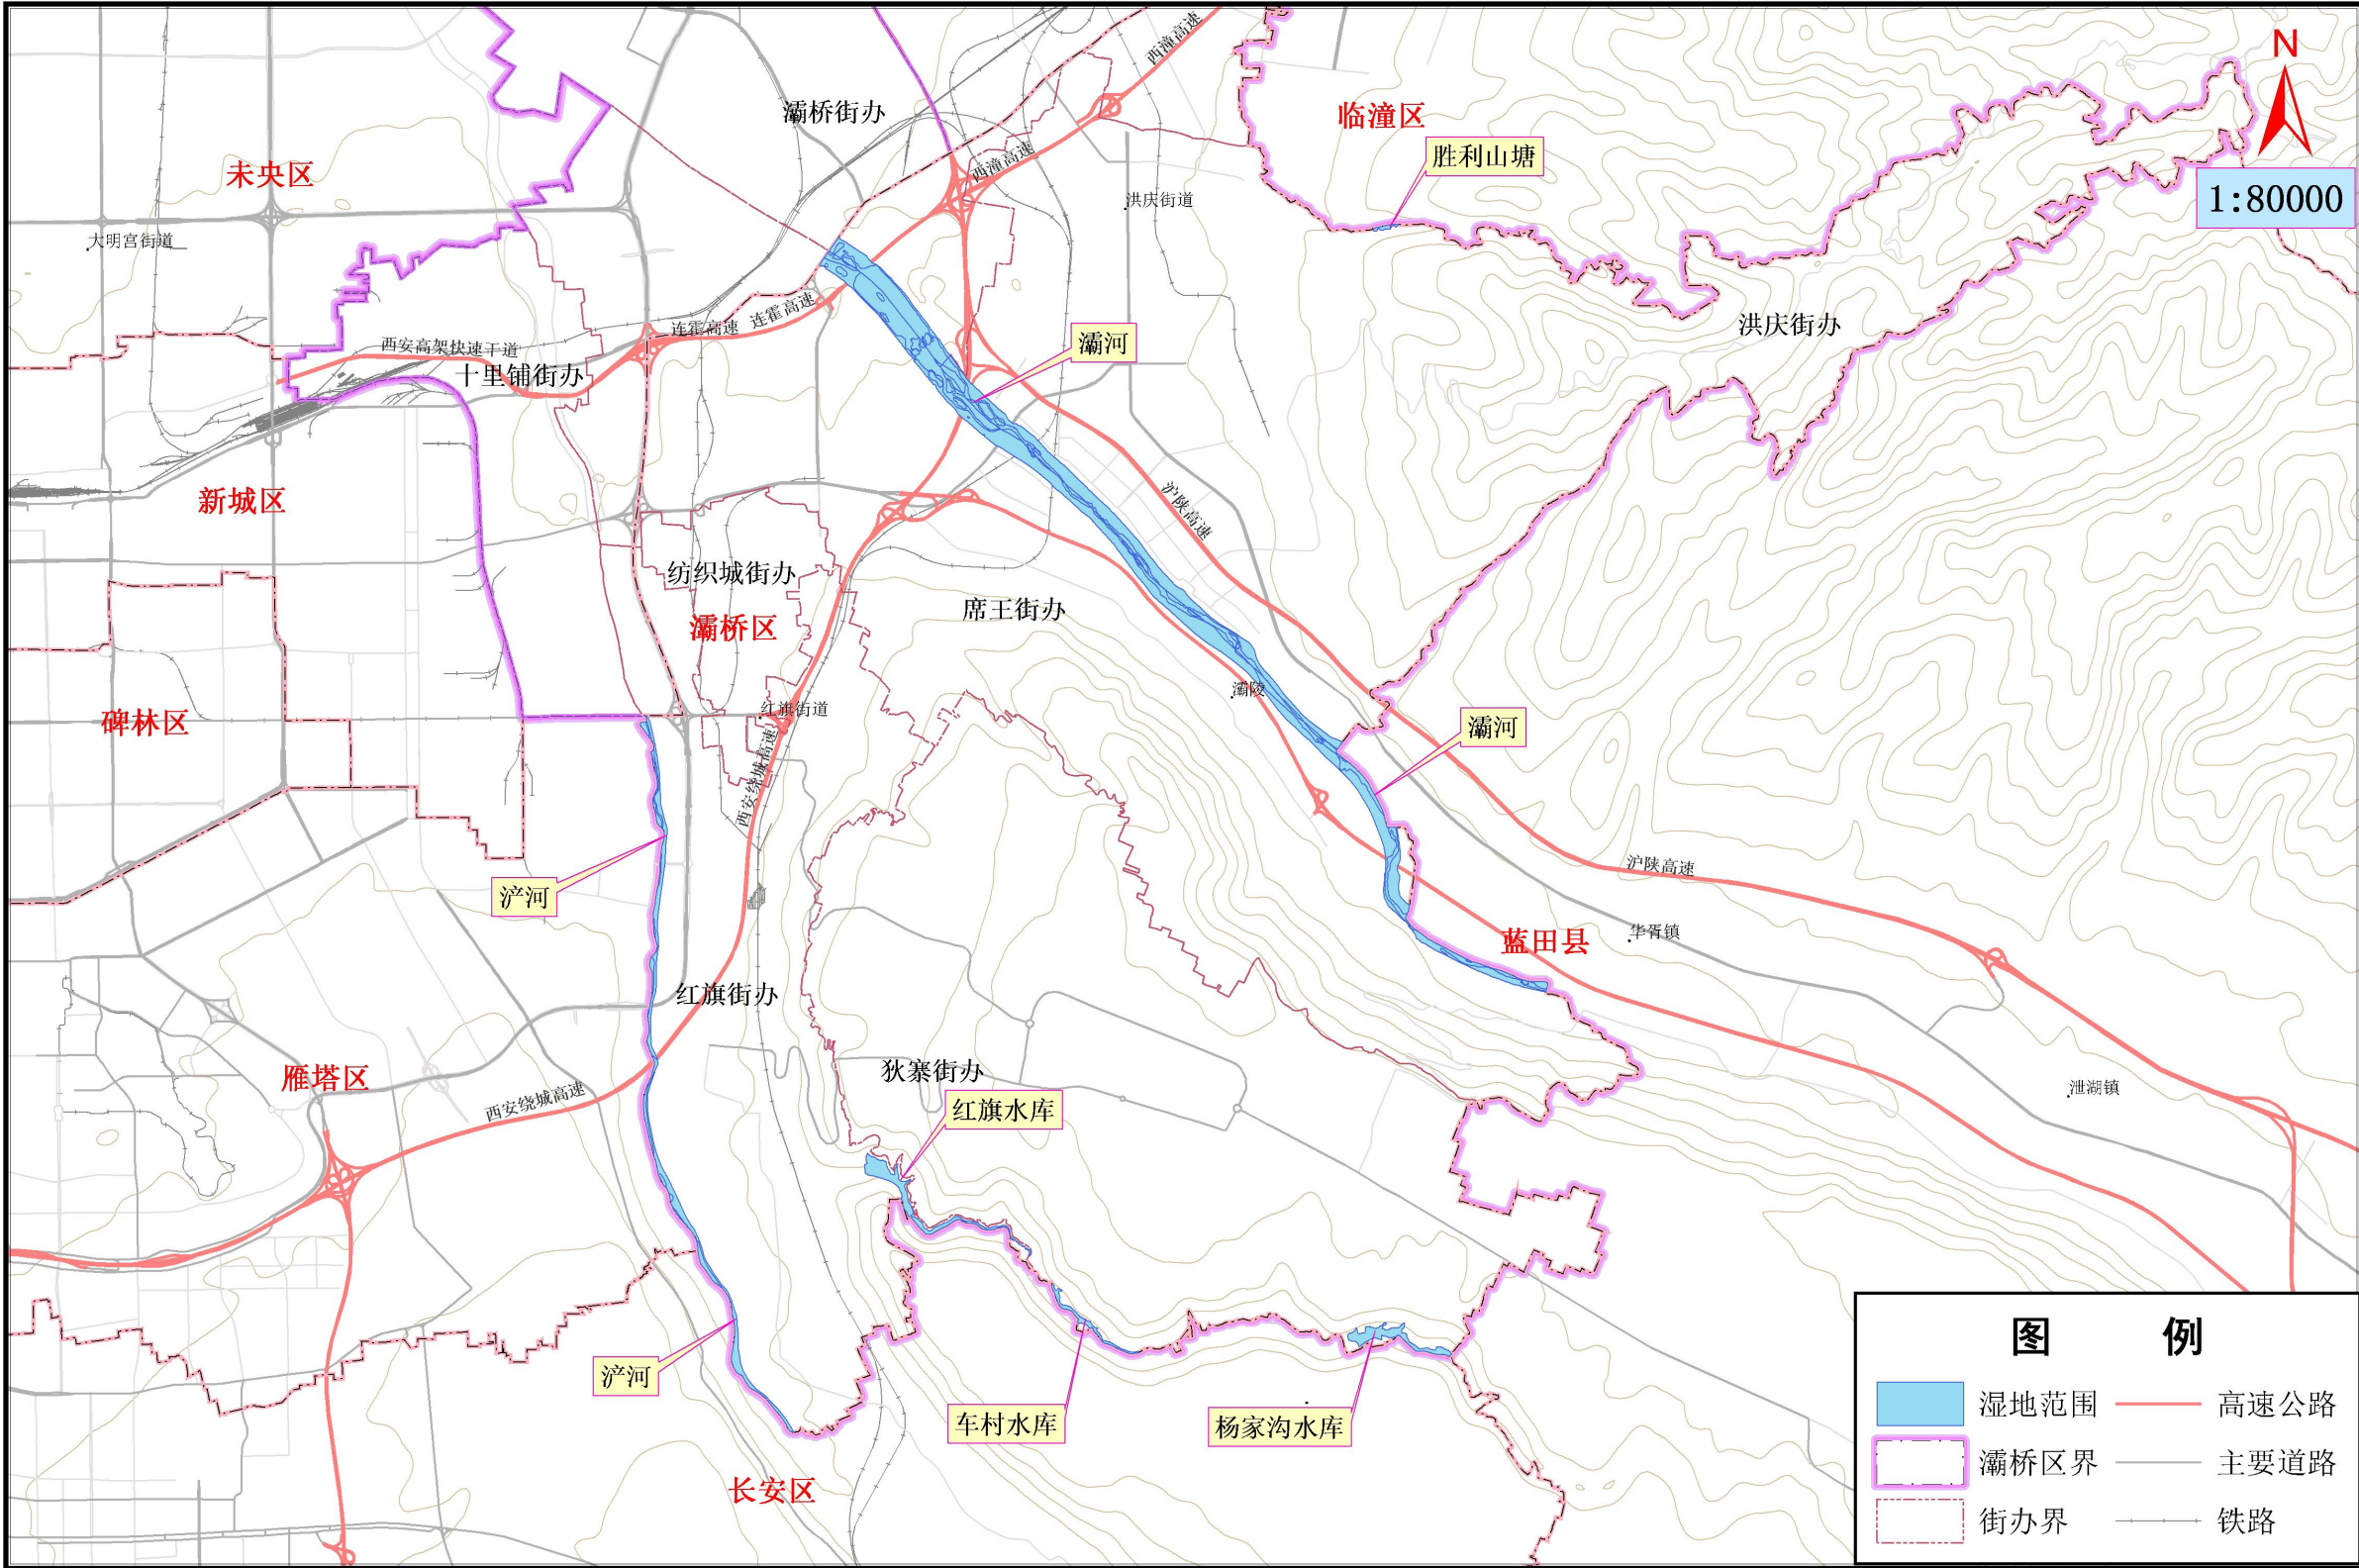 N
1:80000
西潼高速
灞桥街办
临潼区
胜利山塘
未央区
西潼高速
洪庆街道
大明宫街道
连霍高速
连霍高速
洪庆街办
灞河
西安高架快速干道
十里铺街办
新城区
沪陕高速
纺织城街办
席王街办
灞桥区
灞陵
红旗街道
碑林区
灞河
西安绕城高速
沪陕高速
浐河
华胥镇
蓝田县
红旗街办
狄寨街办
雁塔区
西安绕城高速
红旗水库
泄湖镇
浐河
车村水库
杨家沟水库
长安区
图 例
湿地范围 高速公路
灞桥区界 主要道路
街办界 铁路